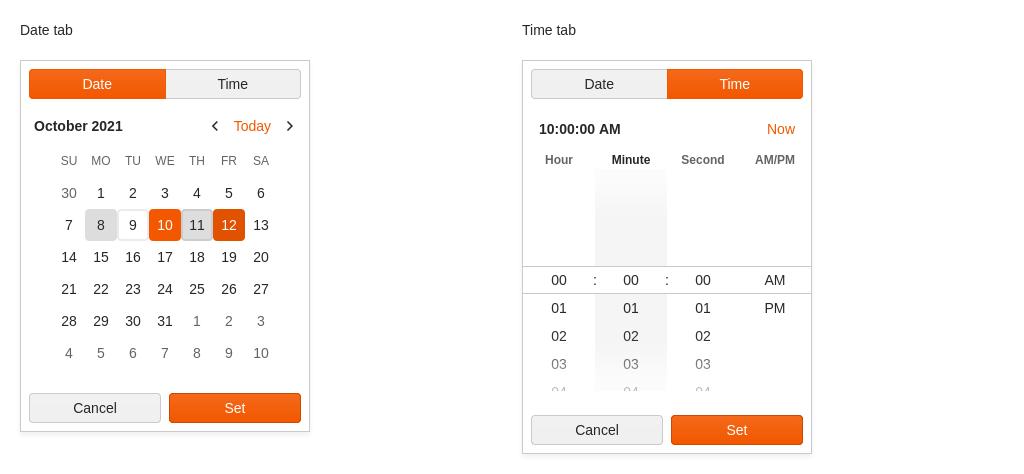 Date tab
Date Time
October 2021 Today
SU MO TU WE TH FR SA
30 1 2 3 4 5 6
7 8 9 10 11 12 13
14 15 16 17 18 19 20
21 22 23 24 25 26 27
28 29 30 31 1 2 3
4 5 6 7 8 9 10
Cancel Set
Time tab
Date Time
10:00:00 AM Now
Hour Minute Second AM/PM
00 : 00 : 00 AM
01 01 01 PM
02 02 02
03 03 03
04 04 04
Cancel Set